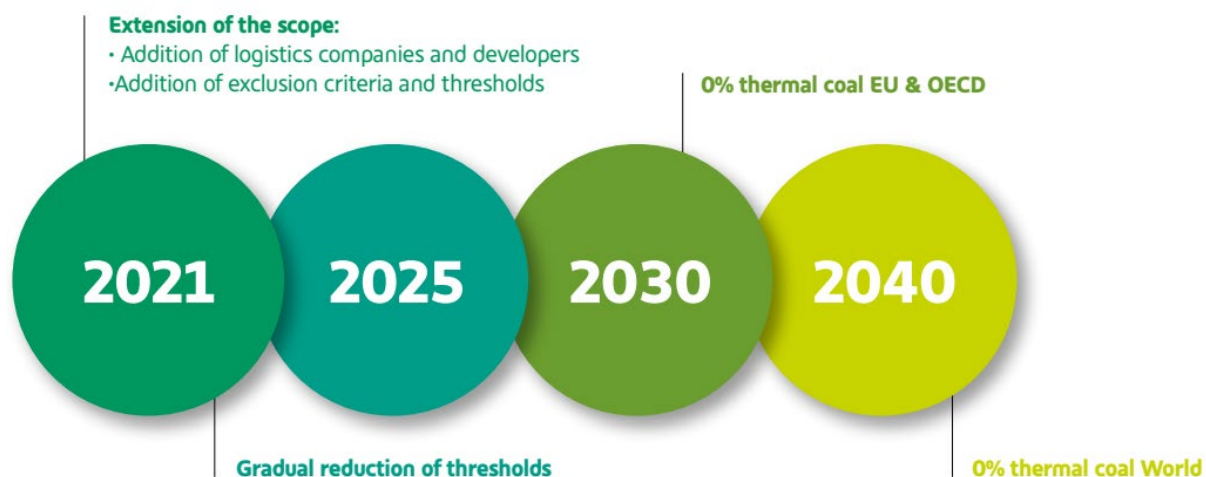 Extension of the scope:
• Addition of logistics companies and developers
•Addition of exclusion criteria and thresholds
0% thermal coal EU & OECD
2021
2025
2030
2040
Gradual reduction of thresholds
0% thermal coal World